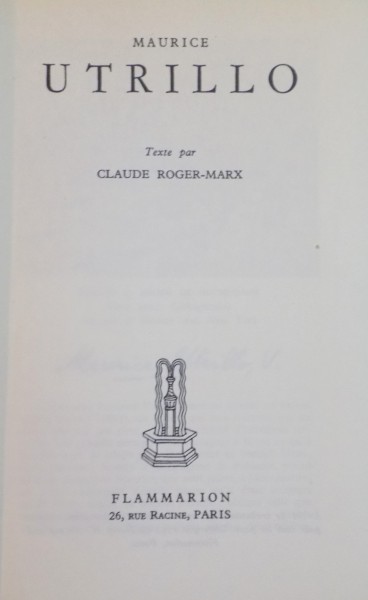 MAURICE
UTRILLO
Texte par
CLAUDE ROGER-MARX
FLAMMARION
26, RUE RACINE, PARIS